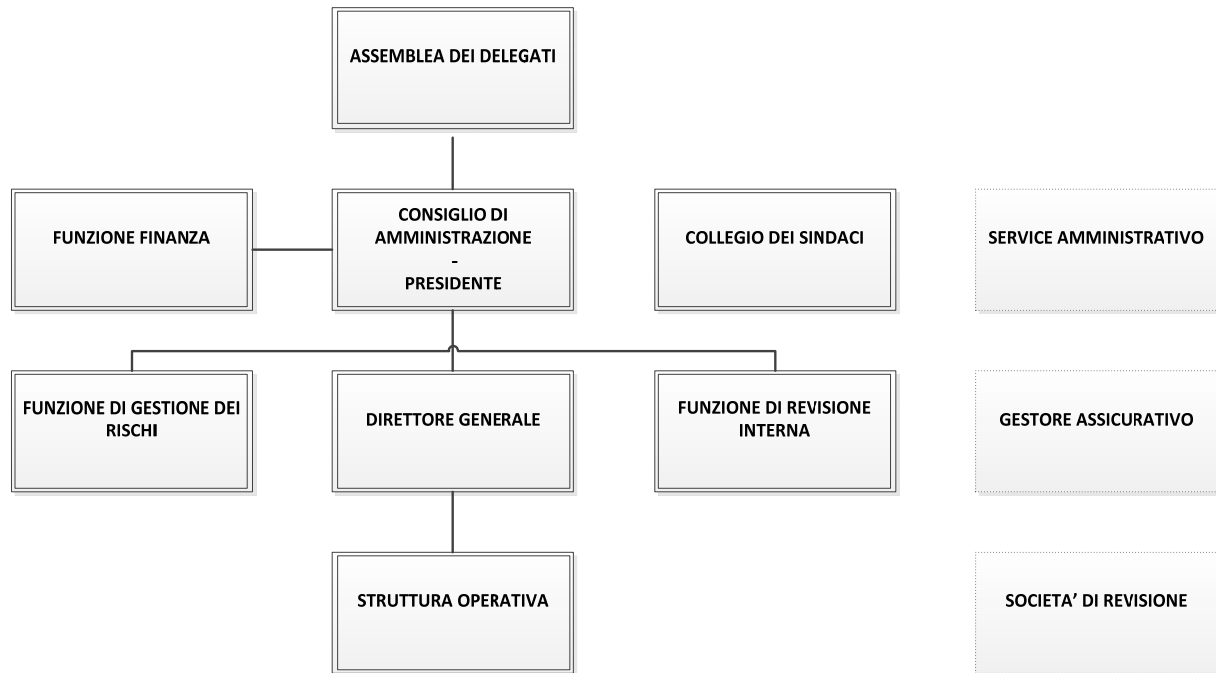 ASSEMBLEA DEI DELEGATI
FUNZIONE FINANZA
CONSIGLIO DI
AMMINISTRAZIONE
-
PRESIDENTE
COLLEGIO DEI SINDACI
SERVICE AMMINISTRATIVO
FUNZIONE DI GESTIONE DEI
RISCHI
DIRETTORE GENERALE
FUNZIONE DI REVISIONE
INTERNA
GESTORE ASSICURATIVO
STRUTTURA OPERATIVA
SOCIETA’ DI REVISIONE